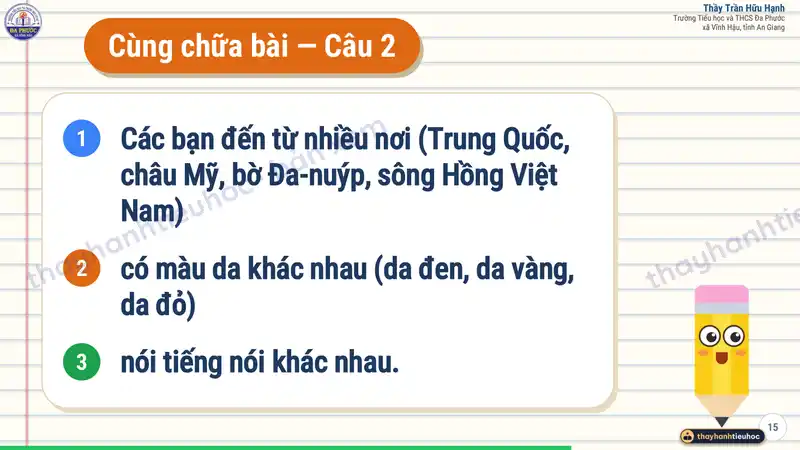 Thầy Trần Hữu Hạnh
Trường Tiểu học và THCS Đa Phước
xã Vĩnh Hậu, tỉnh An Giang
ĐA PHƯỚC
Cùng chữa bài – Câu 2
1 Các bạn đến từ nhiều nơi (Trung Quốc,
châu Mỹ, bờ Đa-nuýp, sông Hồng Việt
Nam)
2 có màu da khác nhau (da đen, da vàng,
da đỏ)
3 nói tiếng nói khác nhau.
thayhanhtieuhoc
15